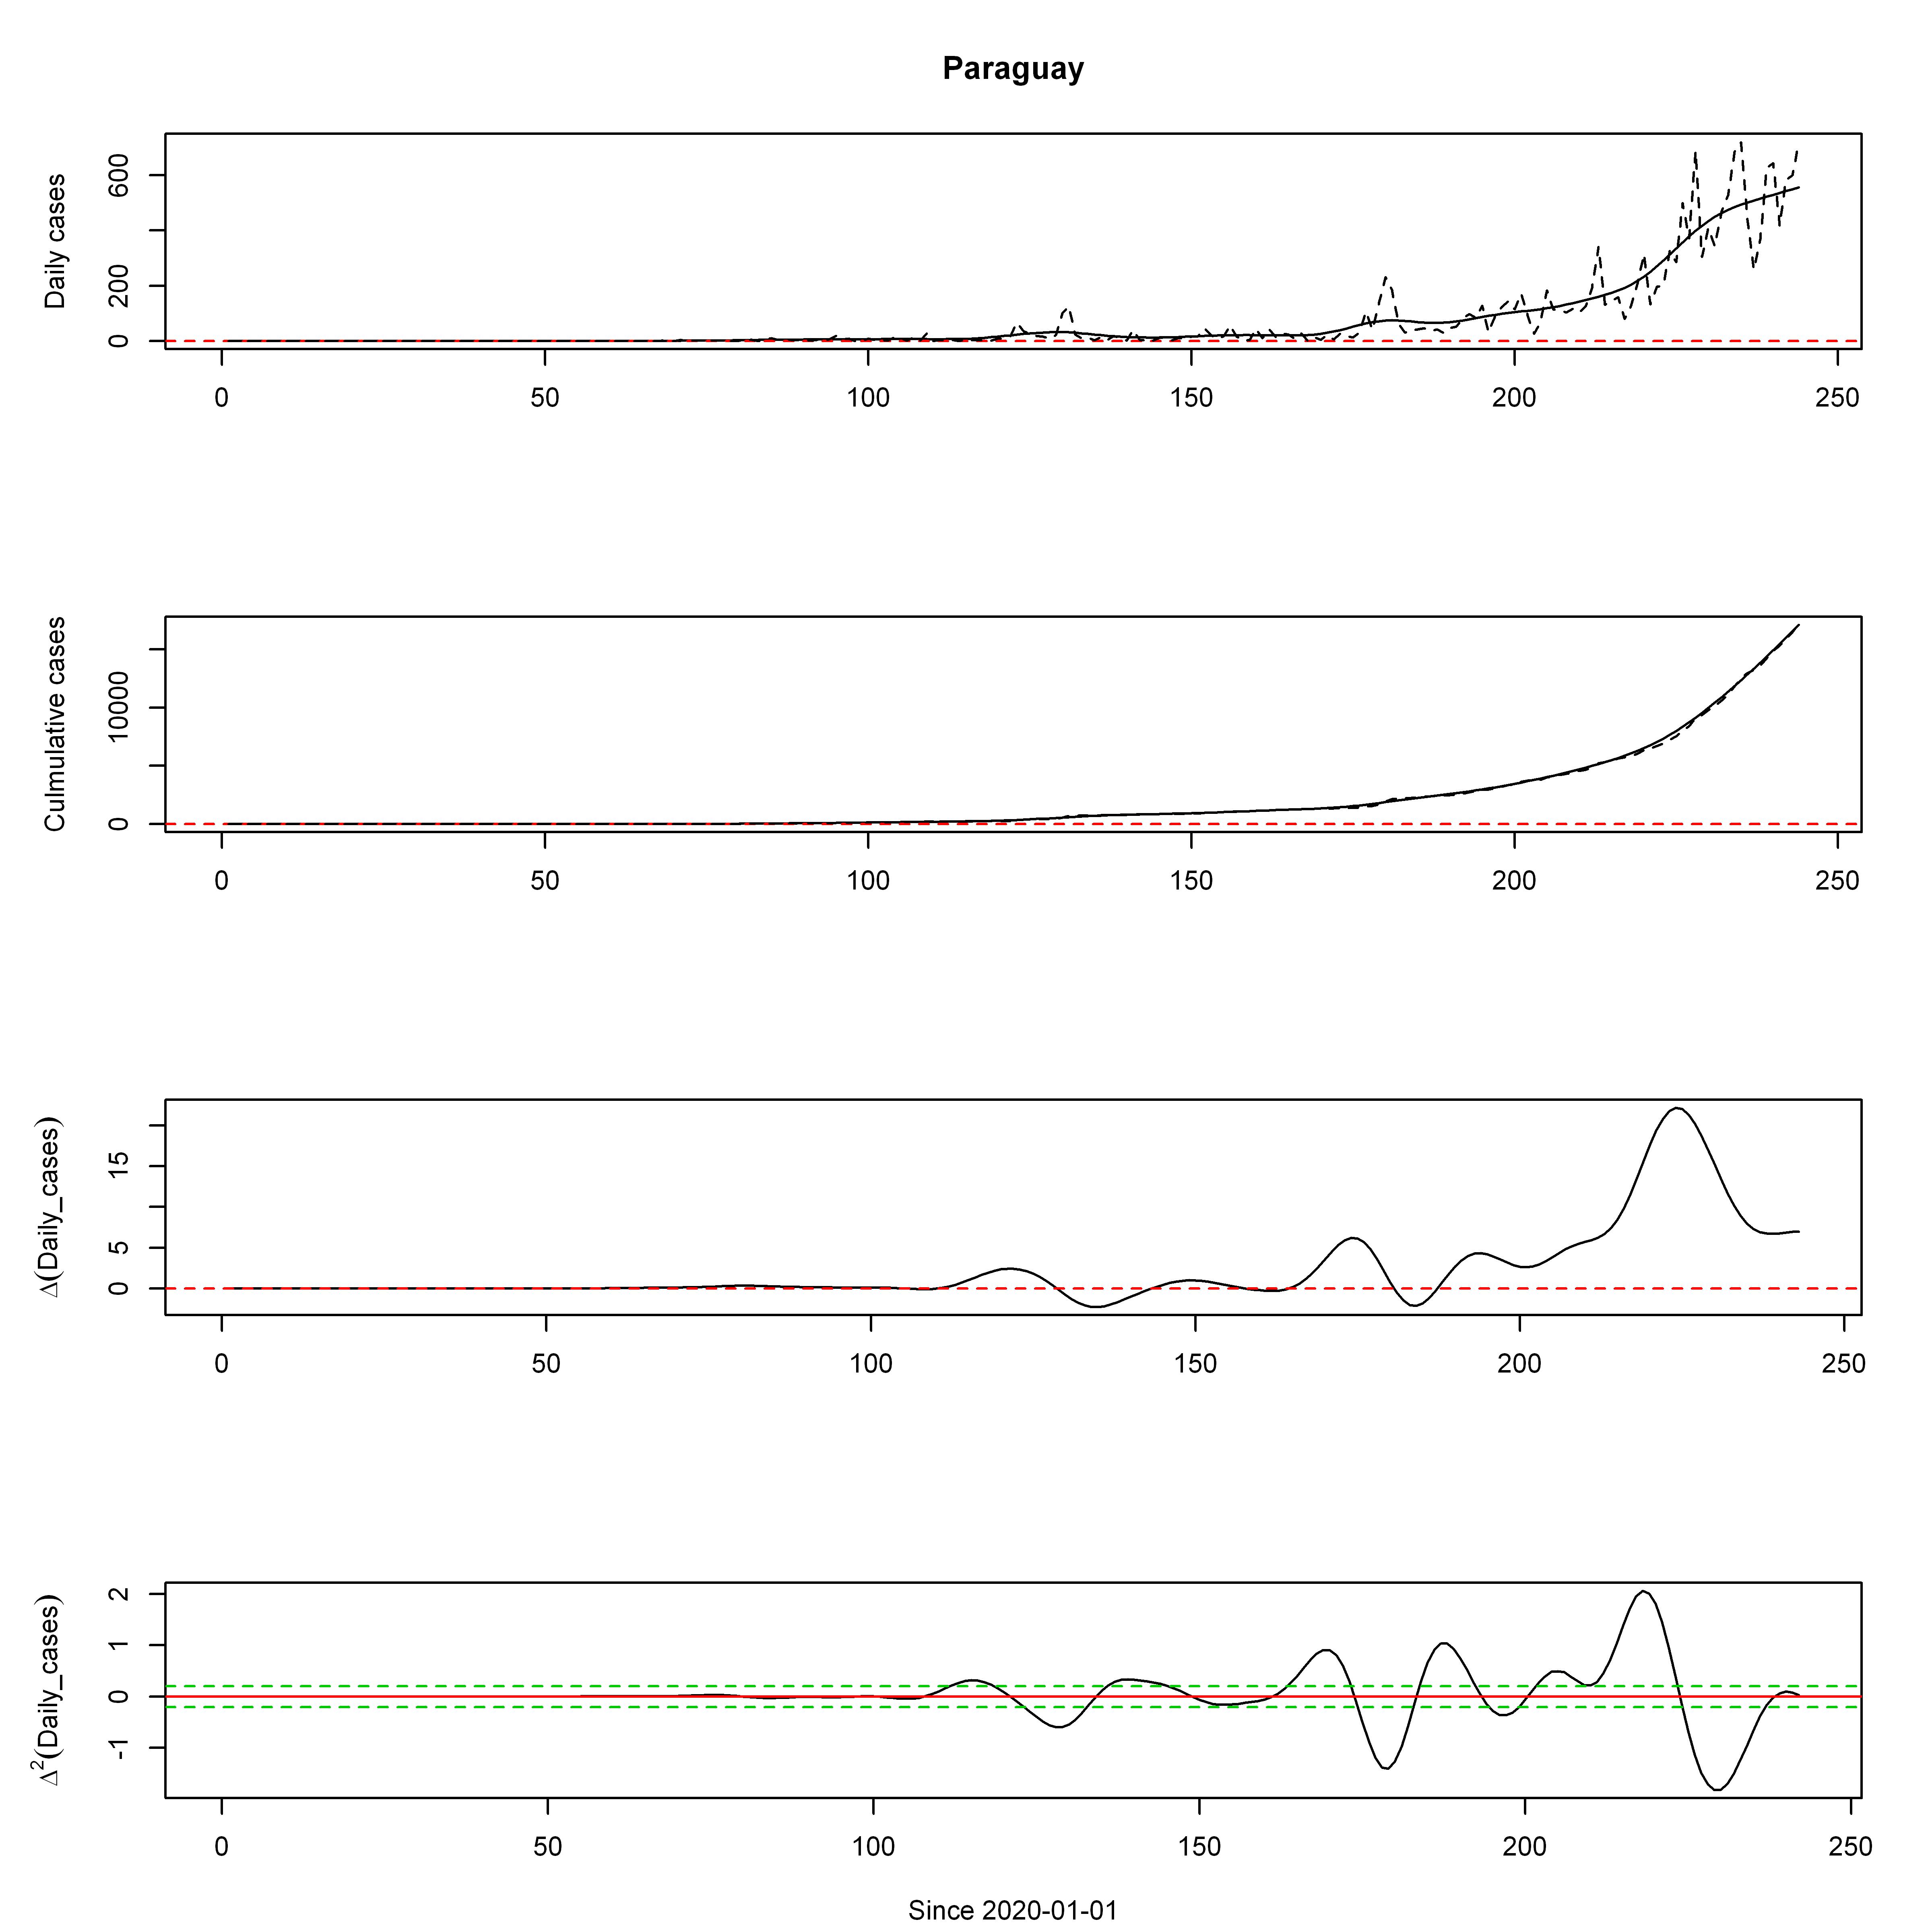 Paraguay
Daily cases
0 200 600
0 50 100 150 200 250
Culmulative cases
0 10000
0 50 100 150 200 250
Δ(Daily_cases)
0 5 15
0 50 100 150 200 250
Δ²(Daily_cases)
-1 0 1 2
0 50 100 150 200 250
Since 2020-01-01